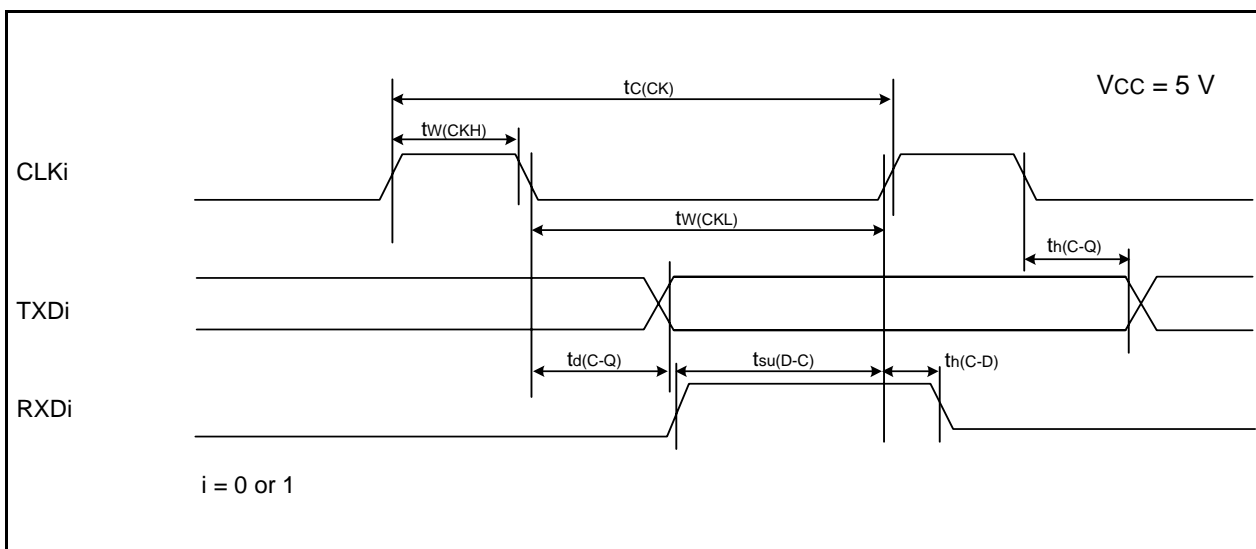 tC(CK)
VCC = 5 V
tW(CKH)
CLKi
tW(CKL)
th(C-Q)
TXDi
td(C-Q)
tsu(D-C)
th(C-D)
RXDi
i = 0 or 1